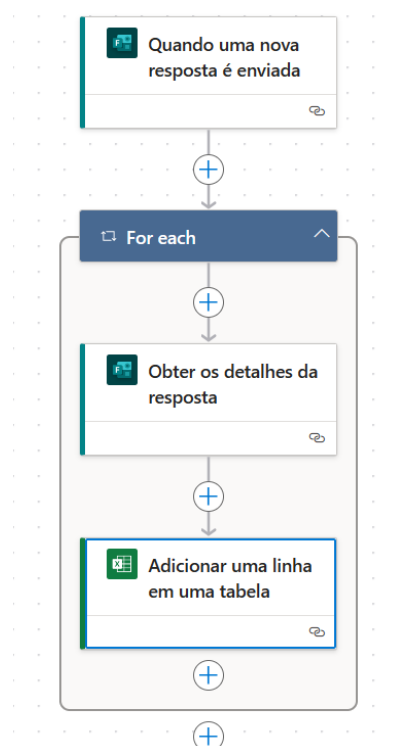 Quando uma nova
resposta é enviada
For each
Obter os detalhes da
resposta
Adicionar uma linha
em uma tabela